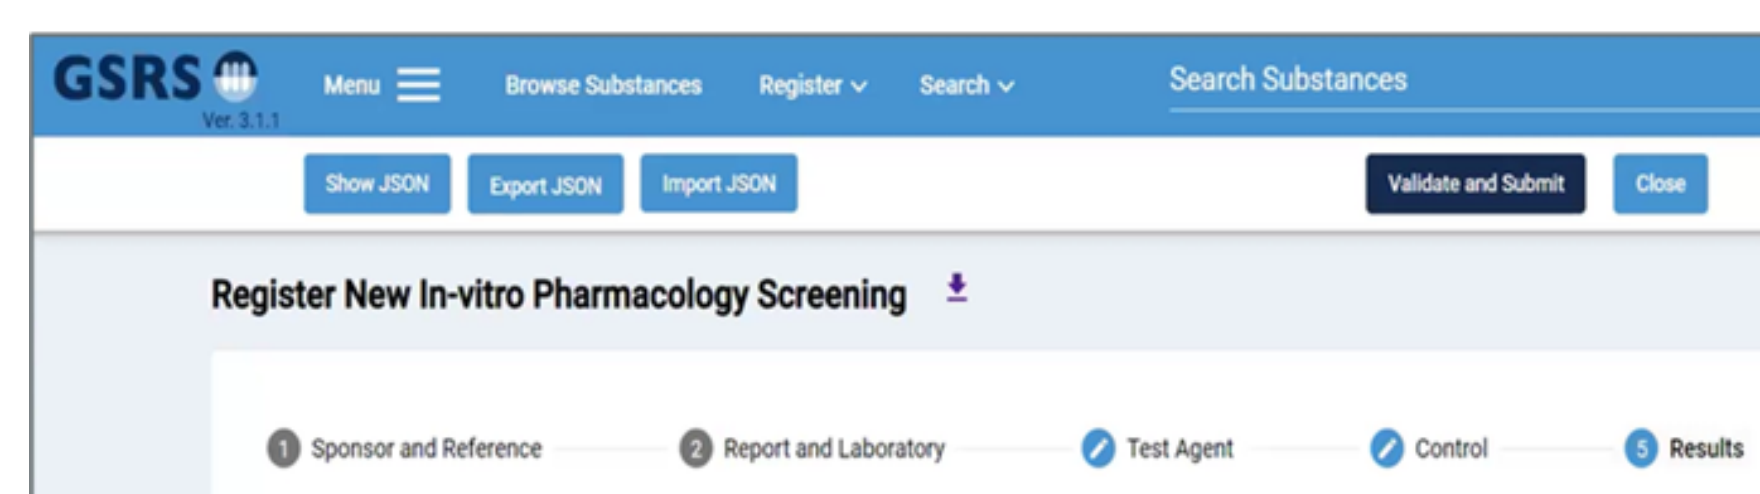 GSRS
Ver. 3.1.1
Menu Browse Substances Register Search Search Substances
Show JSON Export JSON Import JSON Validate and Submit Close
Register New In-vitro Pharmacology Screening
1 Sponsor and Reference 2 Report and Laboratory Test Agent Control 5 Results